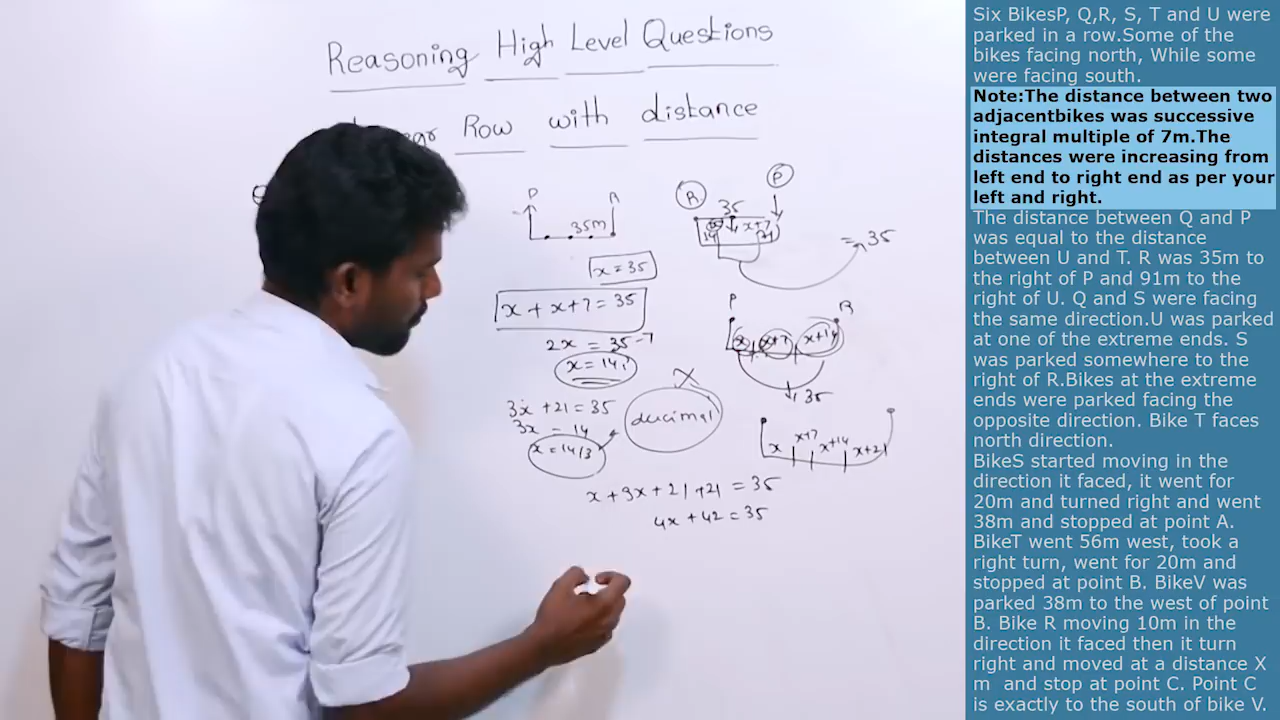 Reasoning High Level Questions
Row with distance
P
R
35m
x = 35
x + x+7 = 35
2x = 35-7
x = 14
3x +21 = 35
3x = 14
x = 14/3
decimal
X
R
P
35
14
x+7
21
= 35
P
R
x
x+7
x+14
35
x
x+7
x+14
x+21
x + 3x + 21 + 21 = 35
4x + 42 = 35
Six BikesP, Q,R, S, T and U were
parked in a row.Some of the
bikes facing north, While some
were facing south.
Note:The distance between two
adjacentbikes was successive
integral multiple of 7m.The
distances were increasing from
left end to right end as per your
left and right.
The distance between Q and P
was equal to the distance
between U and T. R was 35m to
the right of P and 91m to the
right of U. Q and S were facing
the same direction.U was parked
at one of the extreme ends. S
was parked somewhere to the
right of R.Bikes at the extreme
ends were parked facing the
opposite direction. Bike T faces
north direction.
BikeS started moving in the
direction it faced, it went for
20m and turned right and went
38m and stopped at point A.
BikeT went 56m west, took a
right turn, went for 20m and
stopped at point B. BikeV was
parked 38m to the west of point
B. Bike R moving 10m in the
direction it faced then it turn
right and moved at a distance X
m  and stop at point C. Point C
is exactly to the south of bike V.